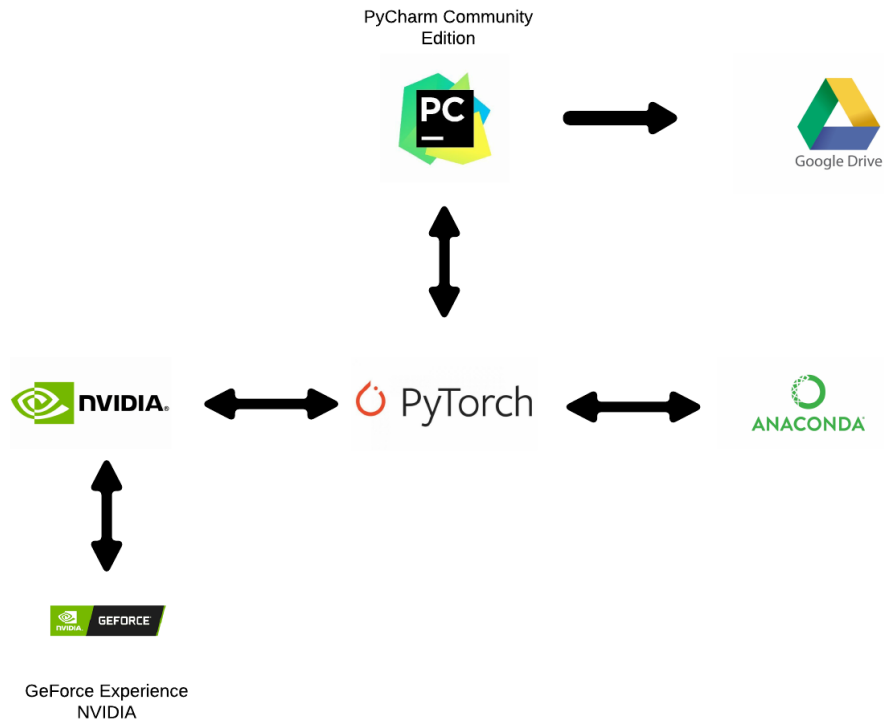 PyCharm Community
Edition
PC
Google Drive
NVIDIA.
PyTorch
ANACONDA
NVIDIA.
GEFORCE
GeForce Experience
NVIDIA